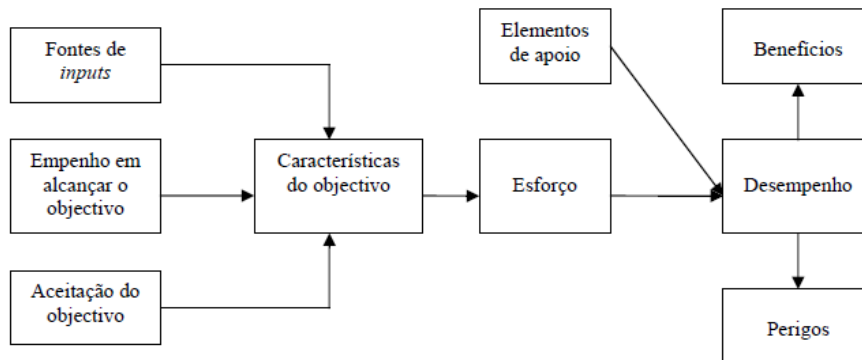 Fontes de
inputs
Elementos
de apoio
Benefícios
Empenho em
alcançar o
objectivo
Características
do objectivo
Esforço
Desempenho
Aceitação do
objectivo
Perigos